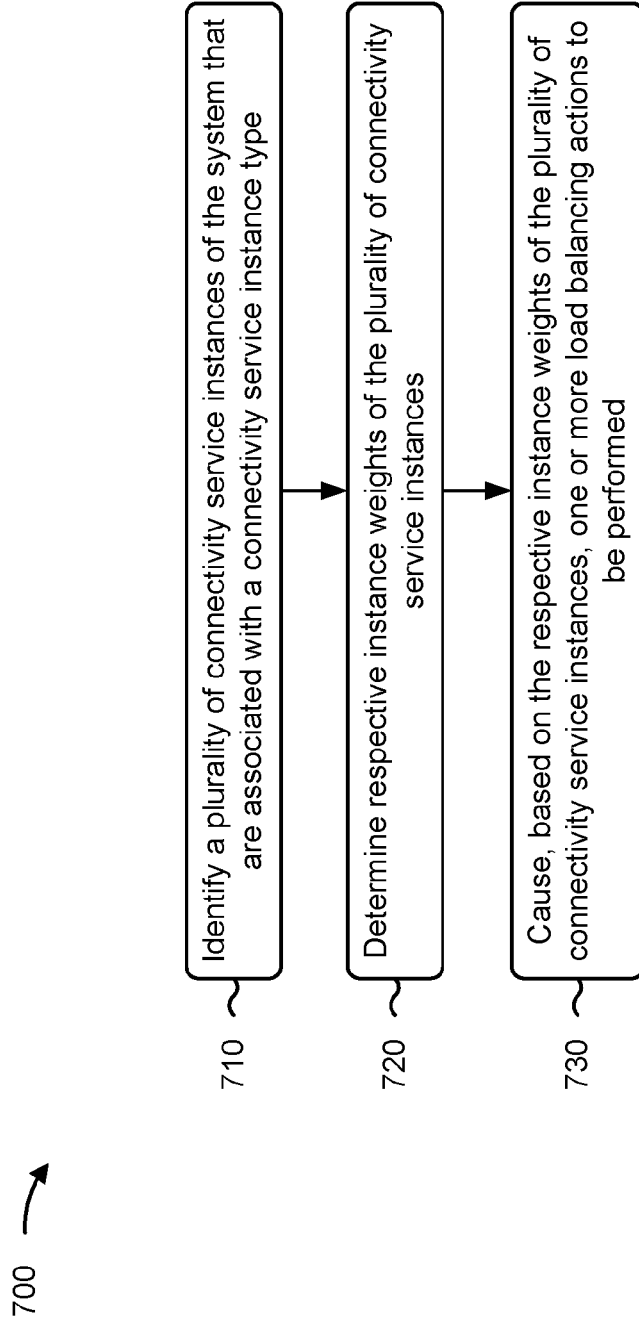 700
710
Identify a plurality of connectivity service instances of the system that
are associated with a connectivity service instance type
720
Determine respective instance weights of the plurality of connectivity
service instances
730
Cause, based on the respective instance weights of the plurality of
connectivity service instances, one or more load balancing actions to
be performed